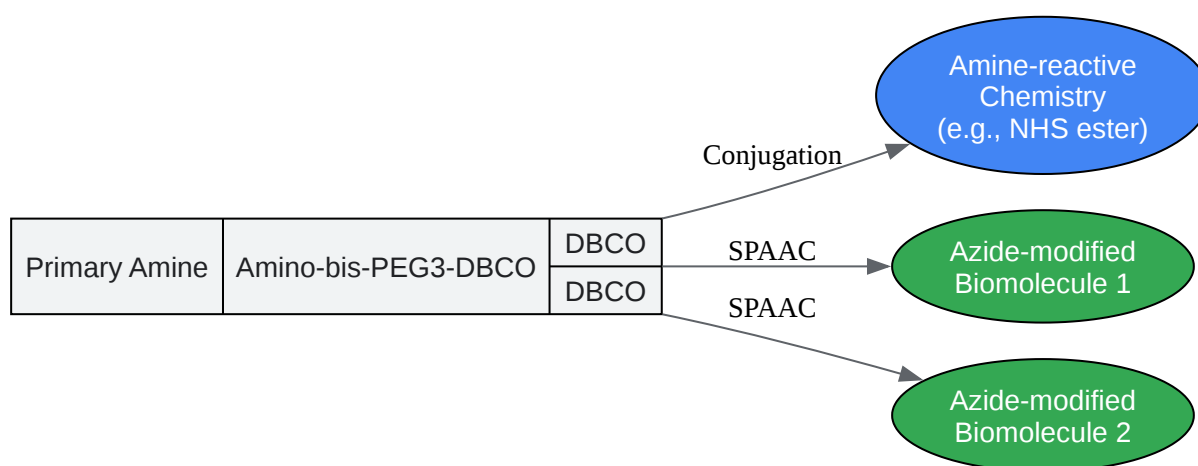 Amine-reactive
Chemistry
(e.g., NHS ester)
Conjugation
Primary Amine
Amino-bis-PEG3-DBCO
DBCO
DBCO
SPAAC
Azide-modified
Biomolecule 1
SPAAC
Azide-modified
Biomolecule 2